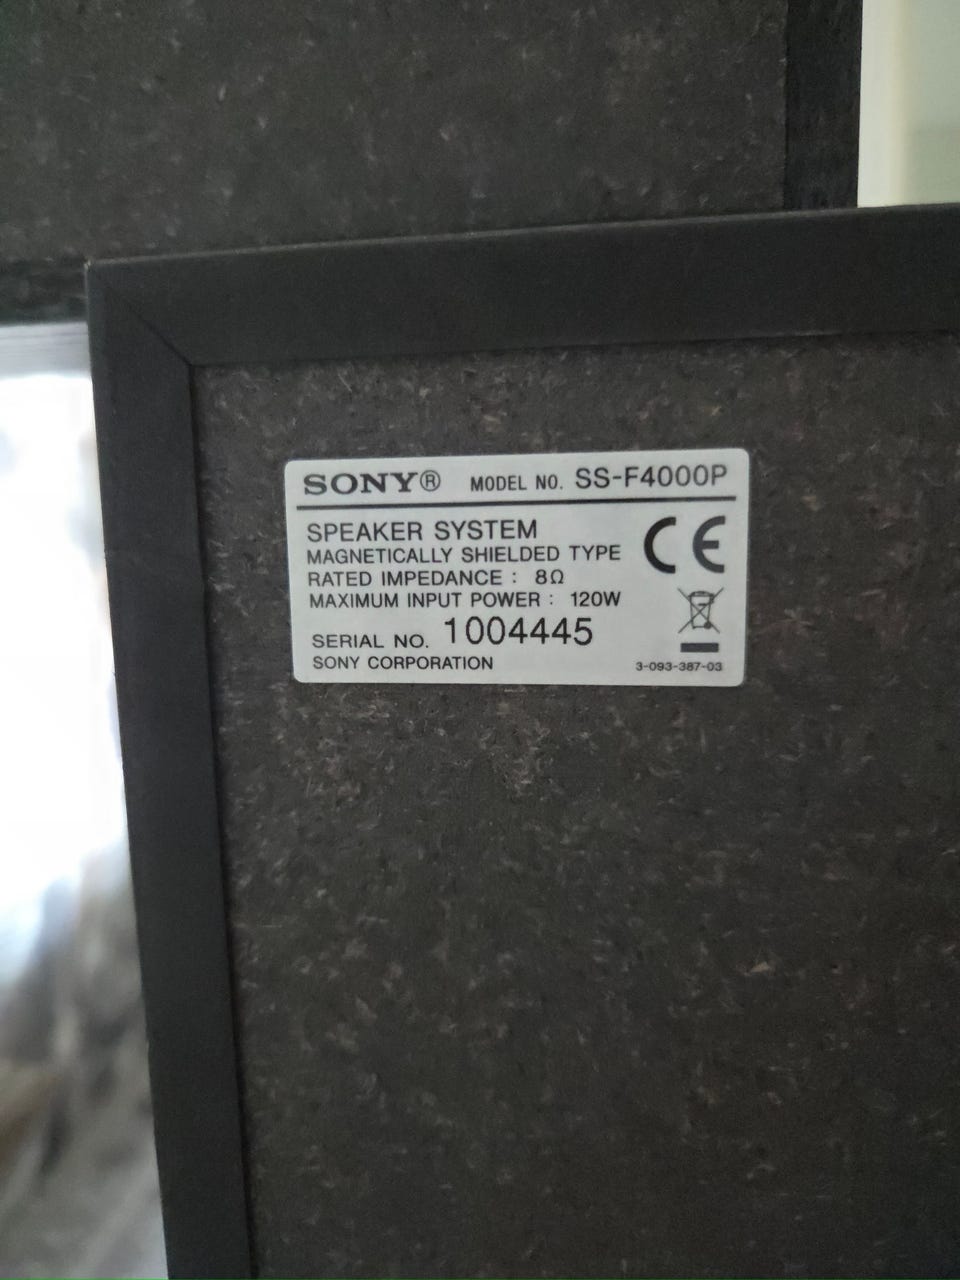 SONY® MODEL NO. SS-F4000P
SPEAKER SYSTEM
MAGNETICALLY SHIELDED TYPE
RATED IMPEDANCE : 8Ω
MAXIMUM INPUT POWER : 120W
SERIAL NO. 1004445
SONY CORPORATION
CE
3-093-387-03